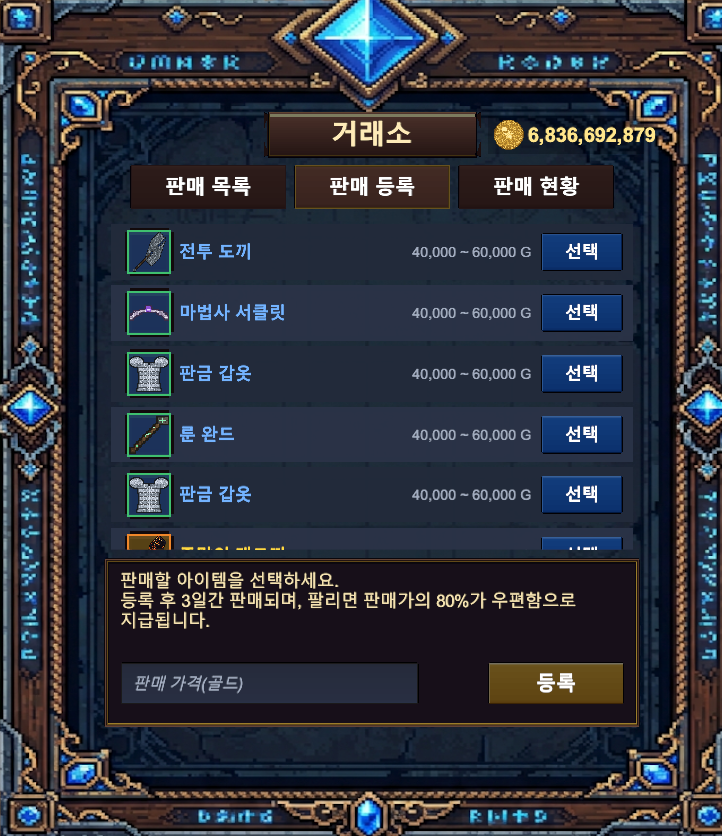 거래소
6,836,692,879
판매 목록 판매 등록 판매 현황
전투 도끼 40,000 ~ 60,000 G 선택
마법사 서클릿 40,000 ~ 60,000 G 선택
판금 갑옷 40,000 ~ 60,000 G 선택
룬 완드 40,000 ~ 60,000 G 선택
판금 갑옷 40,000 ~ 60,000 G 선택
판매할 아이템을 선택하세요.
등록 후 3일간 판매되며, 팔리면 판매가의 80%가 우편함으로
지급됩니다.
판매 가격(골드) 등록